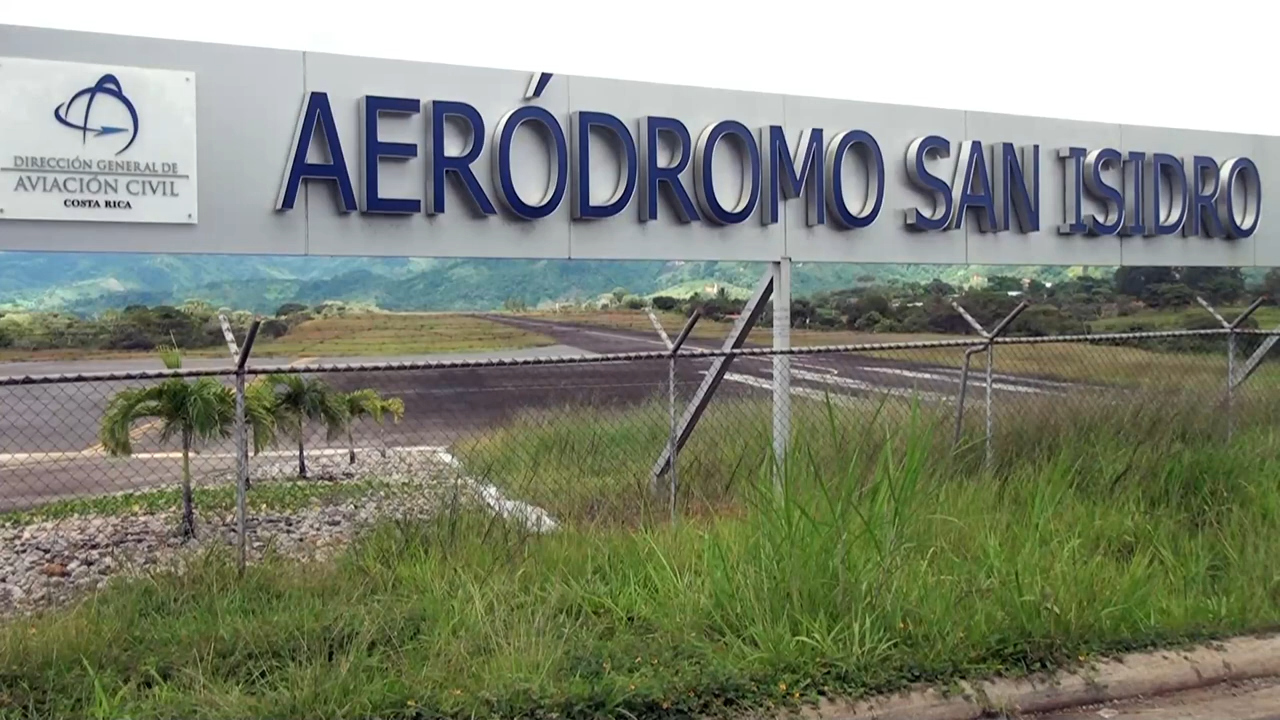 DIRECCIÓN GENERAL DE
AVIACIÓN CIVIL
COSTA RICA
AERÓDROMO SAN ISIDRO